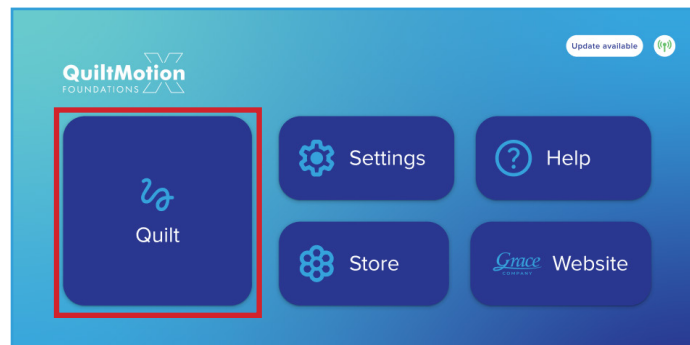 Update available
QuiltMotion X
FOUNDATIONS
Quilt
Settings
Help
Store
Grace
COMPANY
Website